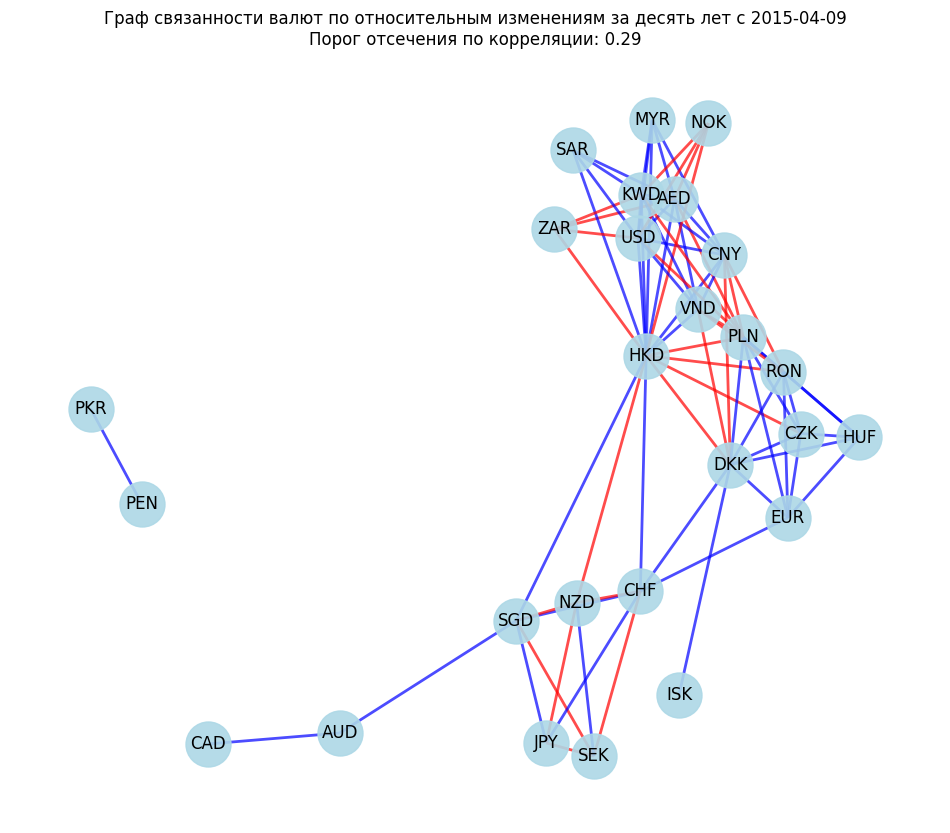 Граф связанности валют по относительным изменениям за десять лет с 2015-04-09
Порог отсечения по корреляции: 0.29
MYR
NOK
SAR
KWD
AED
ZAR
USD
CNY
VND
PLN
HKD
RON
PKR
CZK
HUF
DKK
PEN
EUR
CHF
NZD
SGD
ISK
AUD
CAD
JPY
SEK